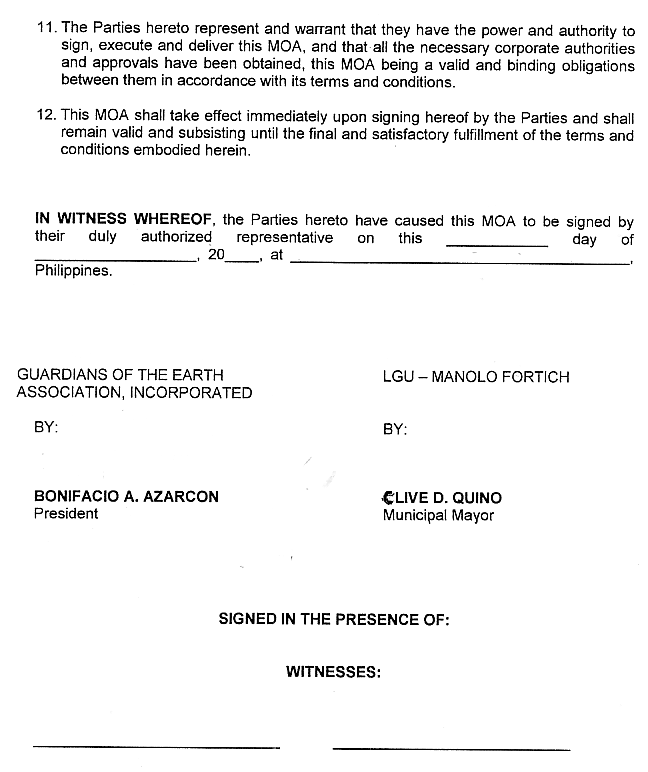 11. The Parties hereto represent and warrant that they have the power and authority to
sign, execute and deliver this MOA, and that all the necessary corporate authorities
and approvals have been obtained, this MOA being a valid and binding obligations
between them in accordance with its terms and conditions.
12. This MOA shall take effect immediately upon signing hereof by the Parties and shall
remain valid and subsisting until the final and satisfactory fulfillment of the terms and
conditions embodied herein.
IN WITNESS WHEREOF, the Parties hereto have caused this MOA to be signed by
their duly authorized representative on this ___________ day of
__________________, 20____, at ____________________________________,
Philippines.
GUARDIANS OF THE EARTH
ASSOCIATION, INCORPORATED
BY:
BONIFACIO A. AZARCON
President
LGU – MANOLO FORTICH
BY:
CLIVE D. QUINO
Municipal Mayor
SIGNED IN THE PRESENCE OF:
WITNESSES: